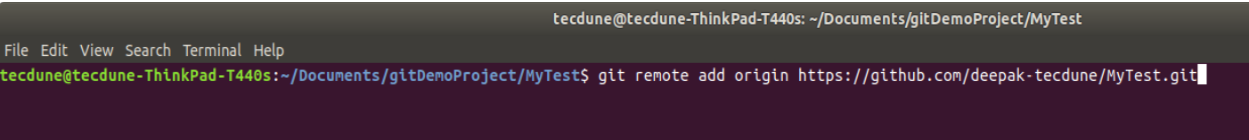 tecdune@tecdune-ThinkPad-T440s: ~/Documents/gitDemoProject/MyTest
File Edit View Search Terminal Help
tecdune@tecdune-ThinkPad-T440s:~/Documents/gitDemoProject/MyTest$ git remote add origin https://github.com/deepak-tecdune/MyTest.git